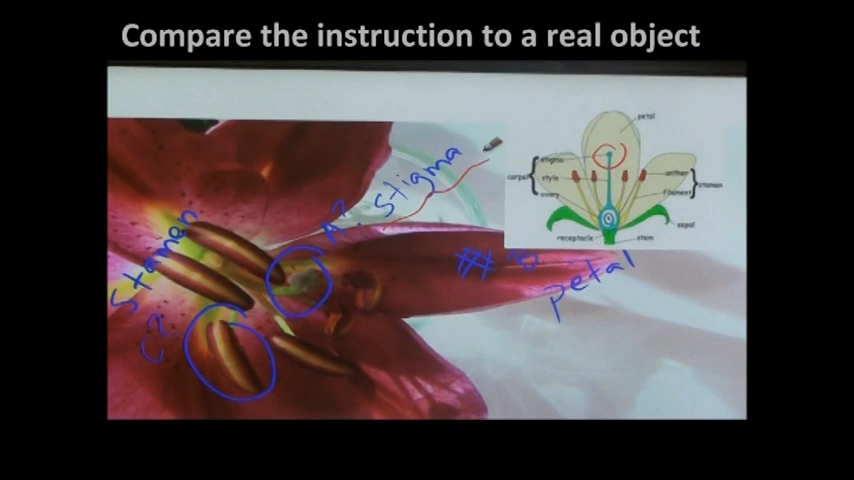 Compare the instruction to a real object
petal
stigma
carpel
style
ovary
anther
stamen
filament
sepal
receptacle
stem
A? Stigma
Stamen
C?
#
petal